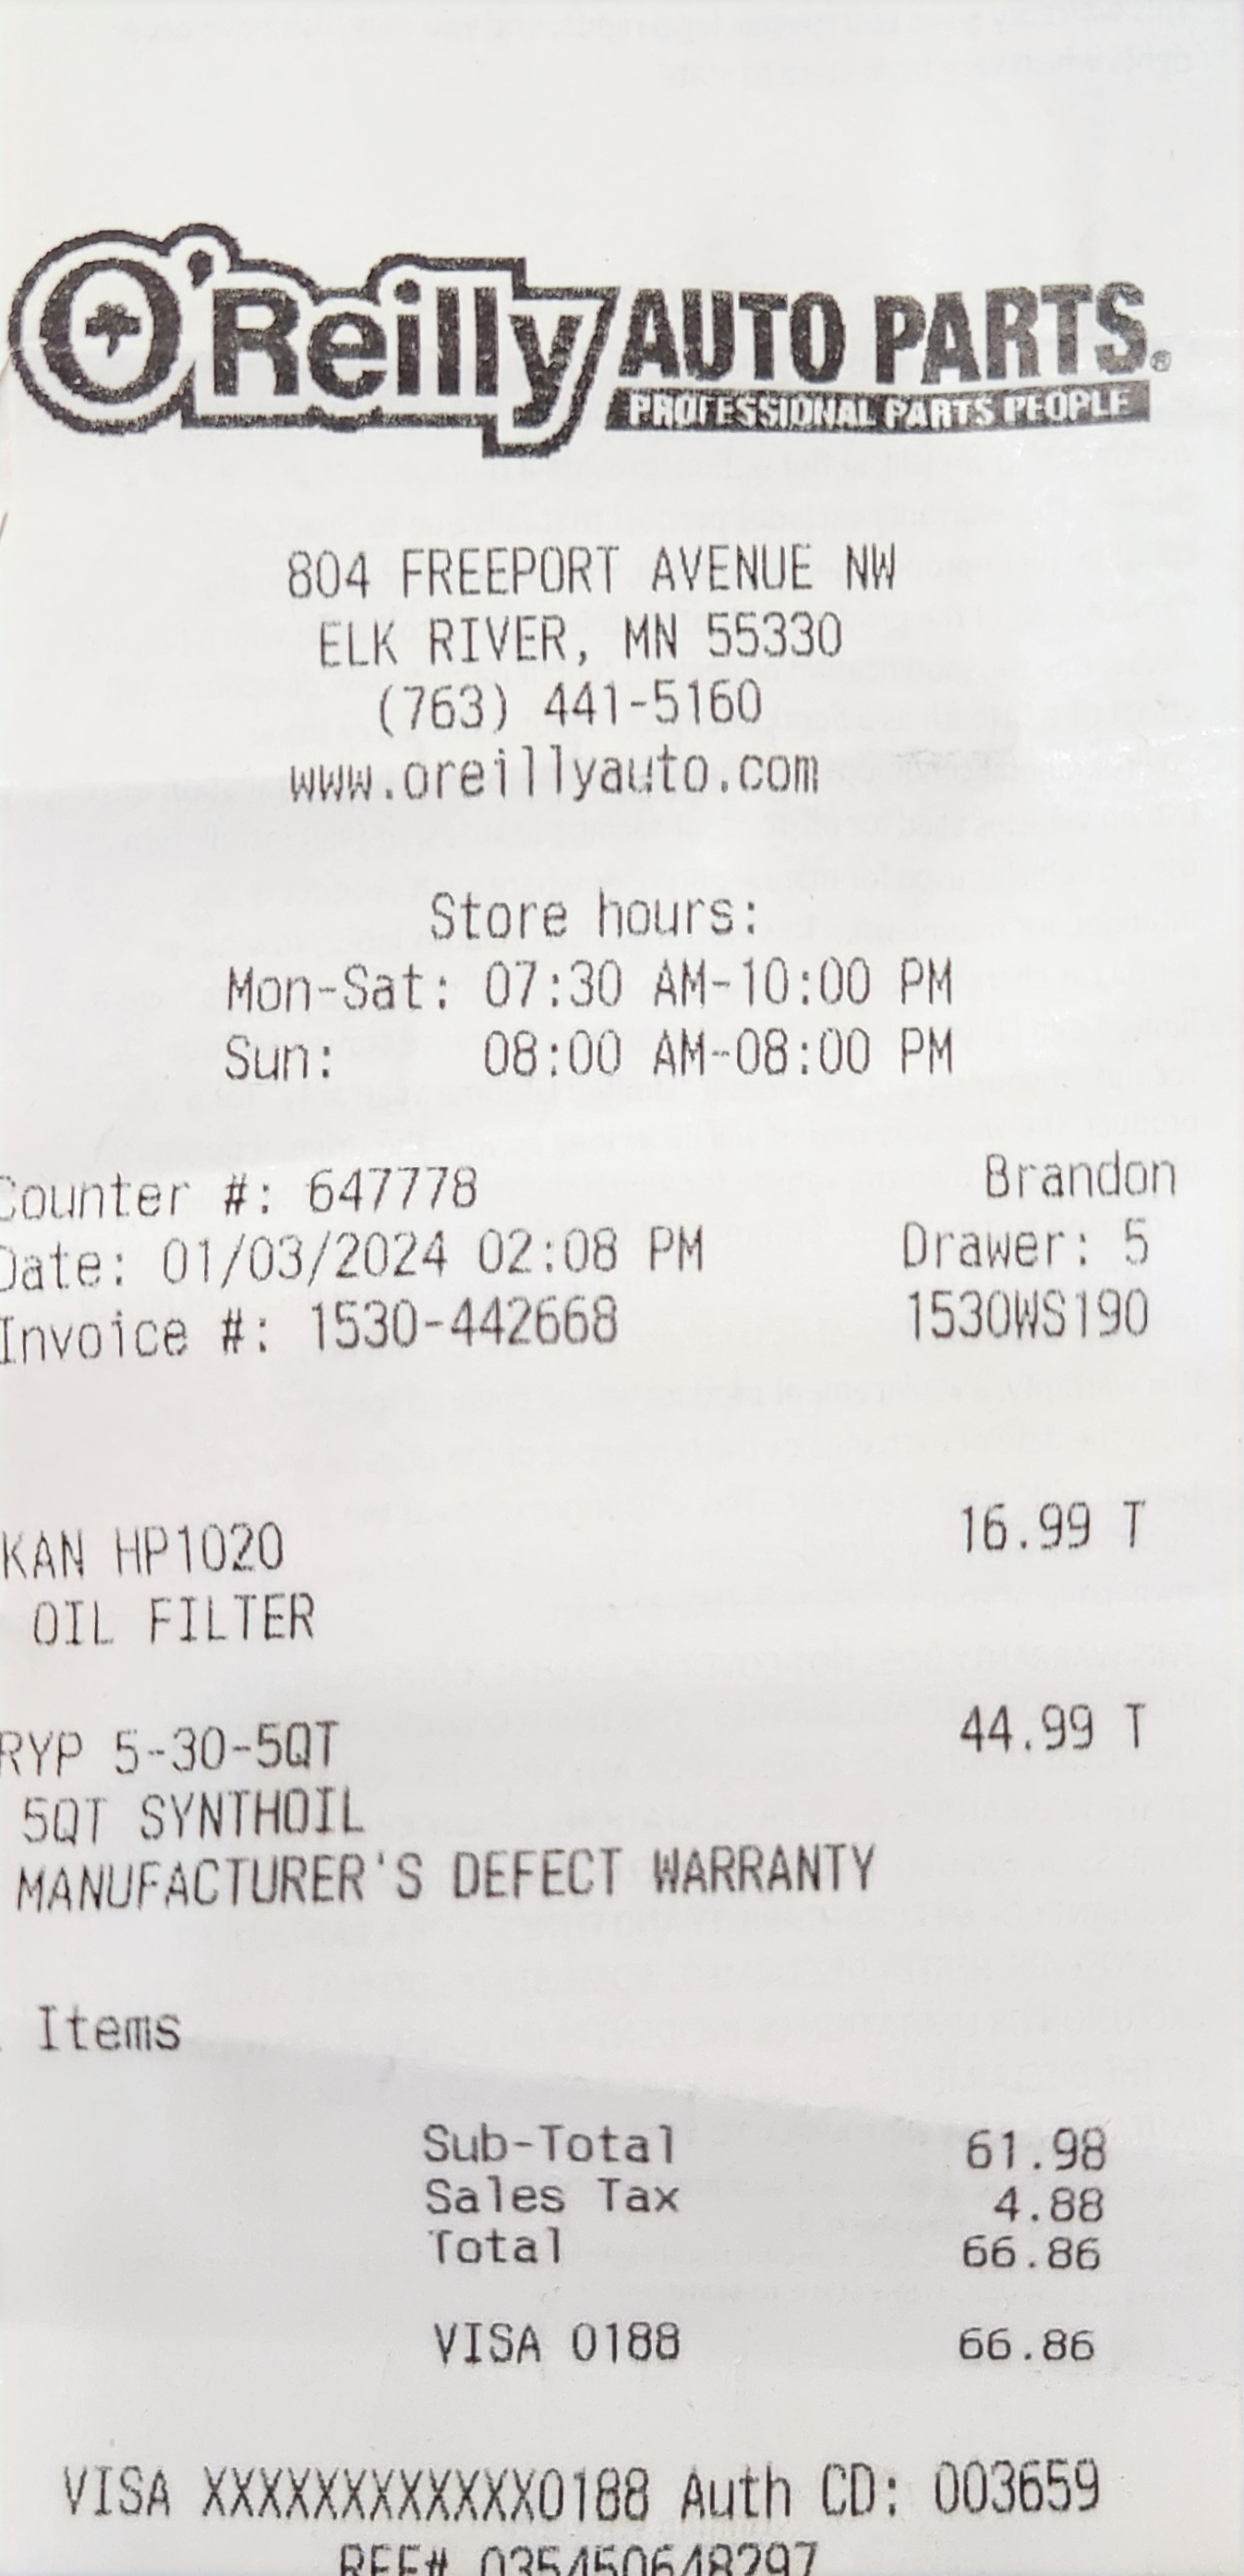 O'Reilly AUTO PARTS®
PROFESSIONAL PARTS PEOPLE
804 FREEPORT AVENUE NW
ELK RIVER, MN 55330
(763) 441-5160
www.oreillyauto.com
Store hours:
Mon-Sat: 07:30 AM-10:00 PM
Sun: 08:00 AM-08:00 PM
Counter #: 647778 Brandon
Date: 01/03/2024 02:08 PM Drawer: 5
Invoice #: 1530-442668 1530WS190
KAN HP1020 16.99 T
OIL FILTER
RYP 5-30-5QT 44.99 T
5QT SYNTHOIL
MANUFACTURER'S DEFECT WARRANTY
Items
Sub-Total 61.98
Sales Tax 4.88
Total 66.86
VISA 0188 66.86
VISA XXXXXXXXXXXX0188 Auth CD: 003659
REF# 035450648297